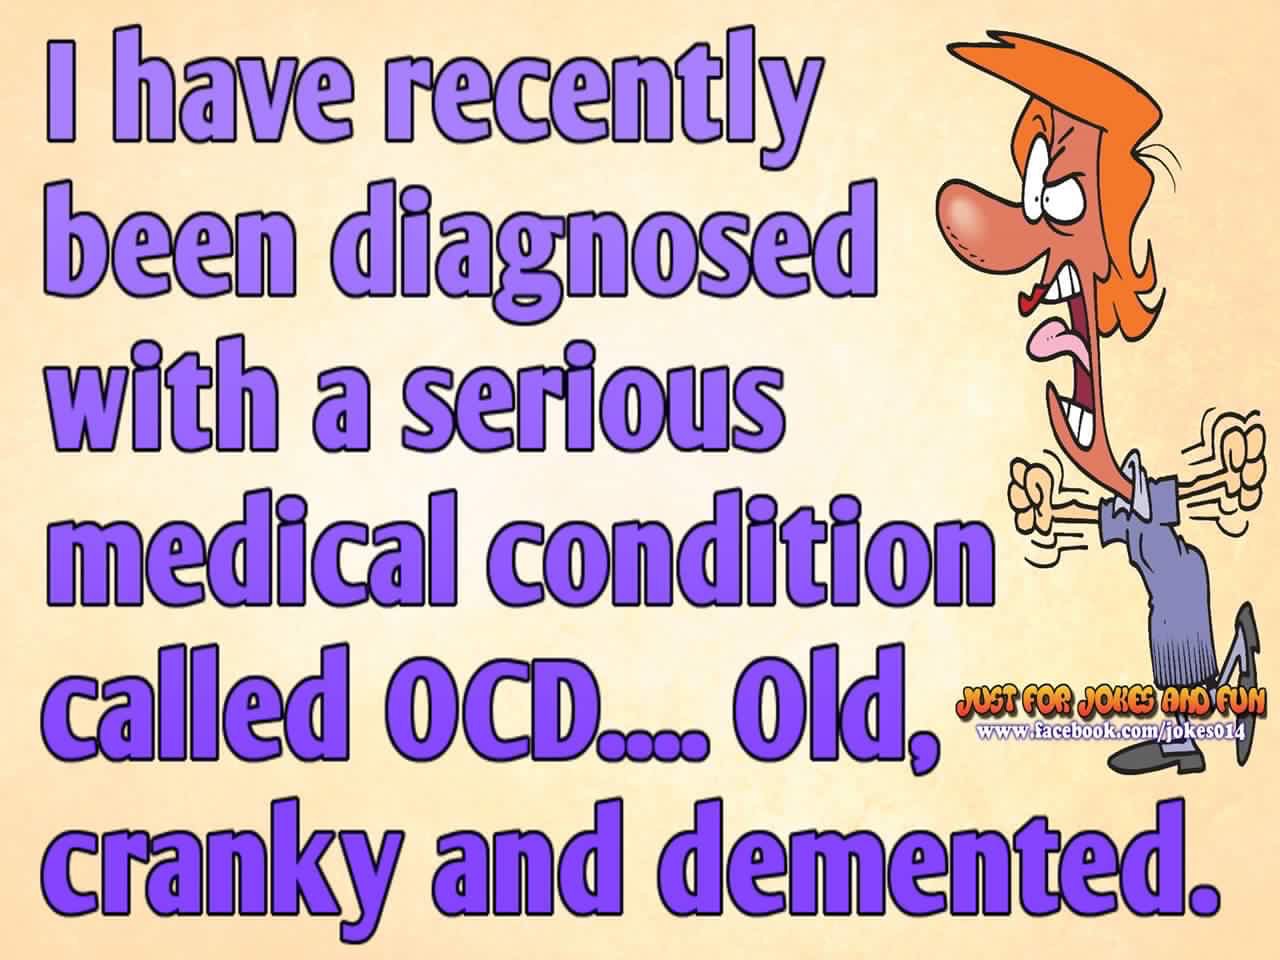 I have recently
been diagnosed
with a serious
medical condition
called OCD.... Old,
cranky and demented.
JUST FOR JOKES AND FUN
www.facebook.com/jokes014